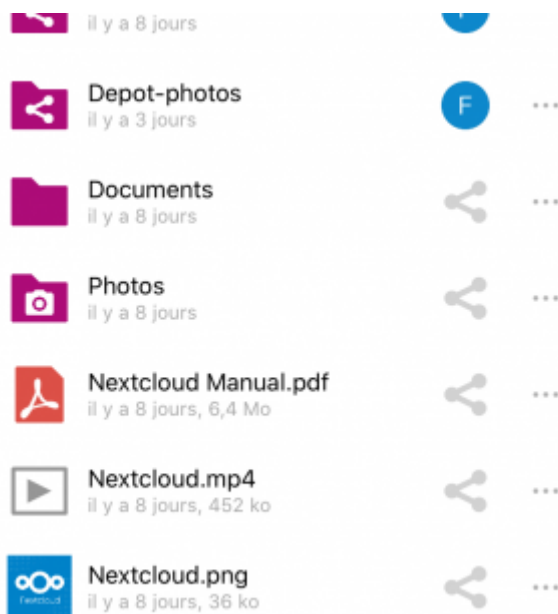 il y a 8 jours
F
Depot-photos
F
il y a 3 jours
Documents
il y a 8 jours
Photos
il y a 8 jours
Nextcloud Manual.pdf
il y a 8 jours, 6,4 Mo
Nextcloud.mp4
il y a 8 jours, 452 ko
Nextcloud.png
Nextcloud
il y a 8 jours, 36 ko